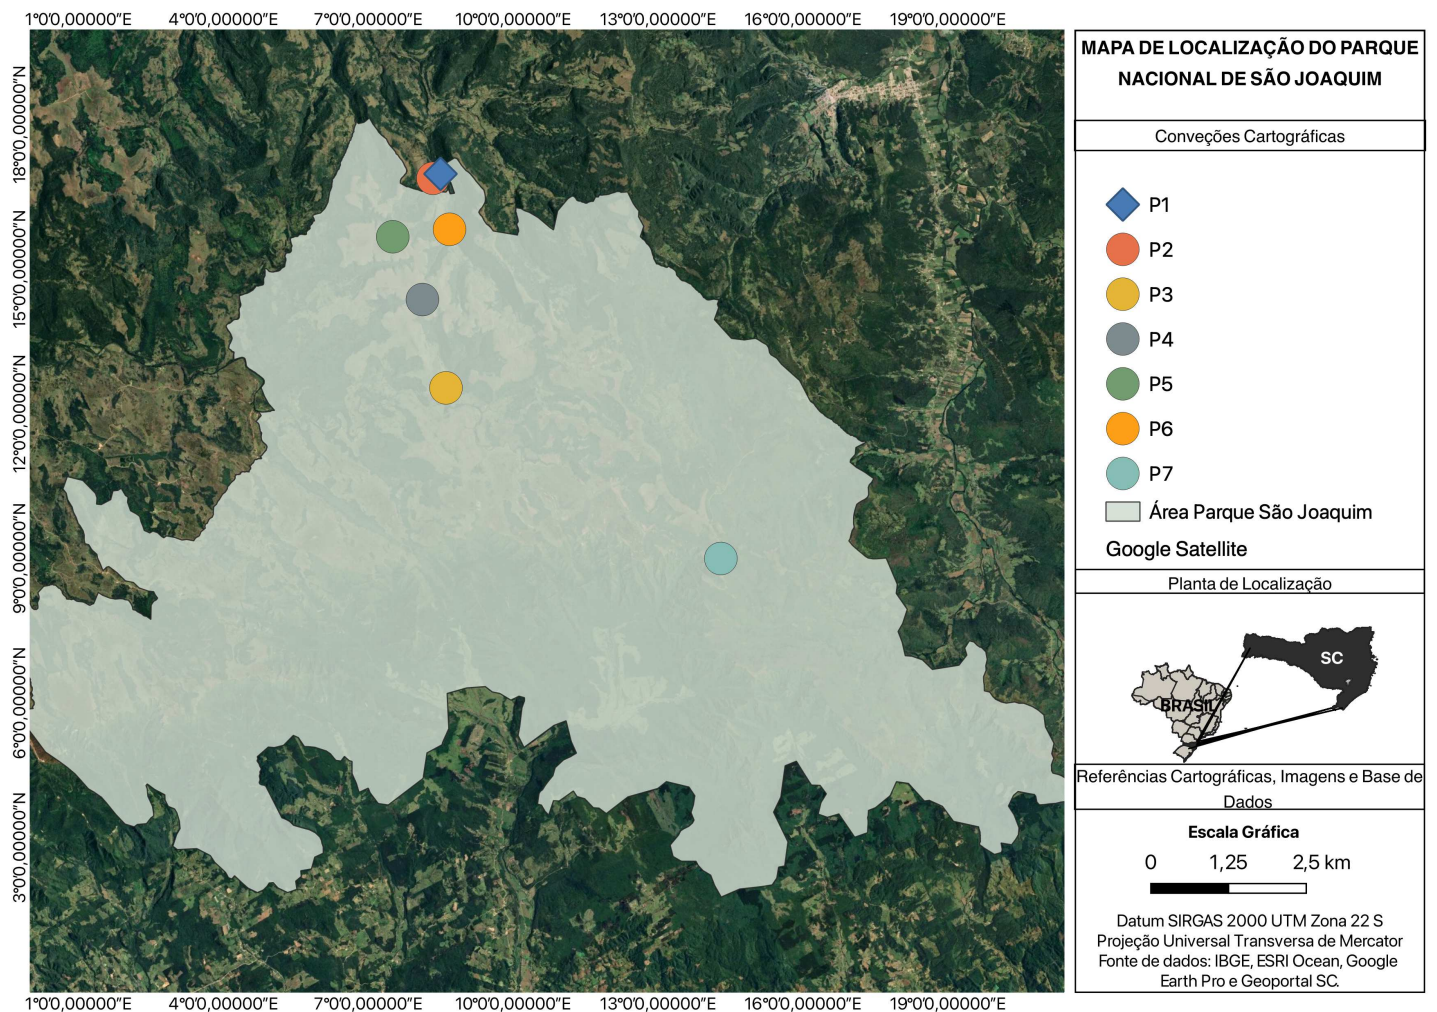 1°0'0,00000"E 4°0'0,00000"E 7°0'0,00000"E 10°0'0,00000"E 13°0'0,00000"E 16°0'0,00000"E 19°0'0,00000"E
18°0'0,00000"N
15°0'0,00000"N
12°0'0,00000"N
9°0'0,00000"N
6°0'0,00000"N
3°0'0,00000"N
1°0'0,00000"E 4°0'0,00000"E 7°0'0,00000"E 10°0'0,00000"E 13°0'0,00000"E 16°0'0,00000"E 19°0'0,00000"E
MAPA DE LOCALIZAÇÃO DO PARQUE
NACIONAL DE SÃO JOAQUIM
Conveções Cartográficas
P1
P2
P3
P4
P5
P6
P7
Área Parque São Joaquim
Google Satellite
Planta de Localização
SC
BRASIL
Referências Cartográficas, Imagens e Base de
Dados
Escala Gráfica
0 1,25 2,5 km
Datum SIRGAS 2000 UTM Zona 22 S
Projeção Universal Transversa de Mercator
Fonte de dados: IBGE, ESRI Ocean, Google
Earth Pro e Geoportal SC.